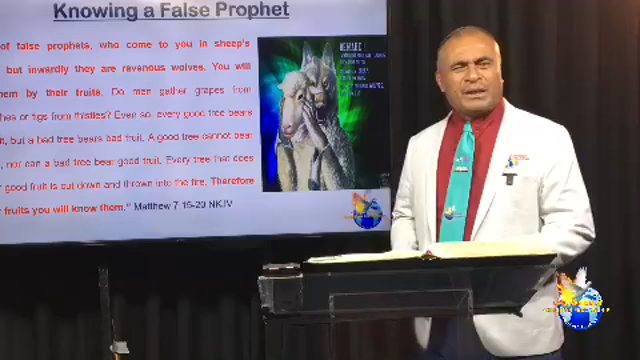 Knowing a False Prophet
of false prophets, who come to you in sheep's
but inwardly they are ravenous wolves. You will
em by their fruits. Do men gather grapes from
hes or figs from thistles? Even so, every good tree bears
, but a bad tree bears bad fruit. A good tree cannot bear
, nor can a bad tree bear good fruit. Every tree that does
good fruit is cut down and thrown into the fire. Therefore
fruits you will know them." Matthew 7:15-20 NKJV
BEWARE!